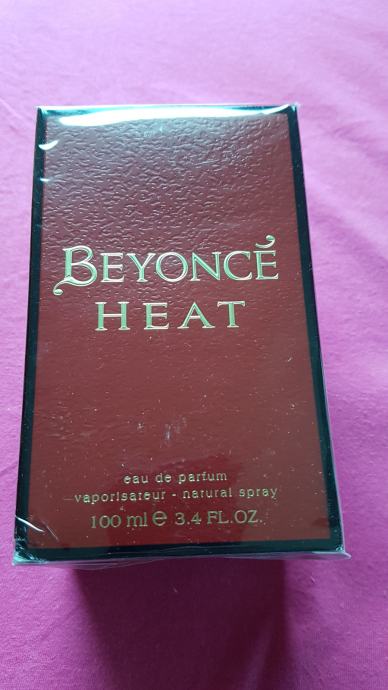 BEYONCÉ
HEAT
eau de parfum
vaporisateur - natural spray
100 ml ℮ 3.4 FL.OZ.